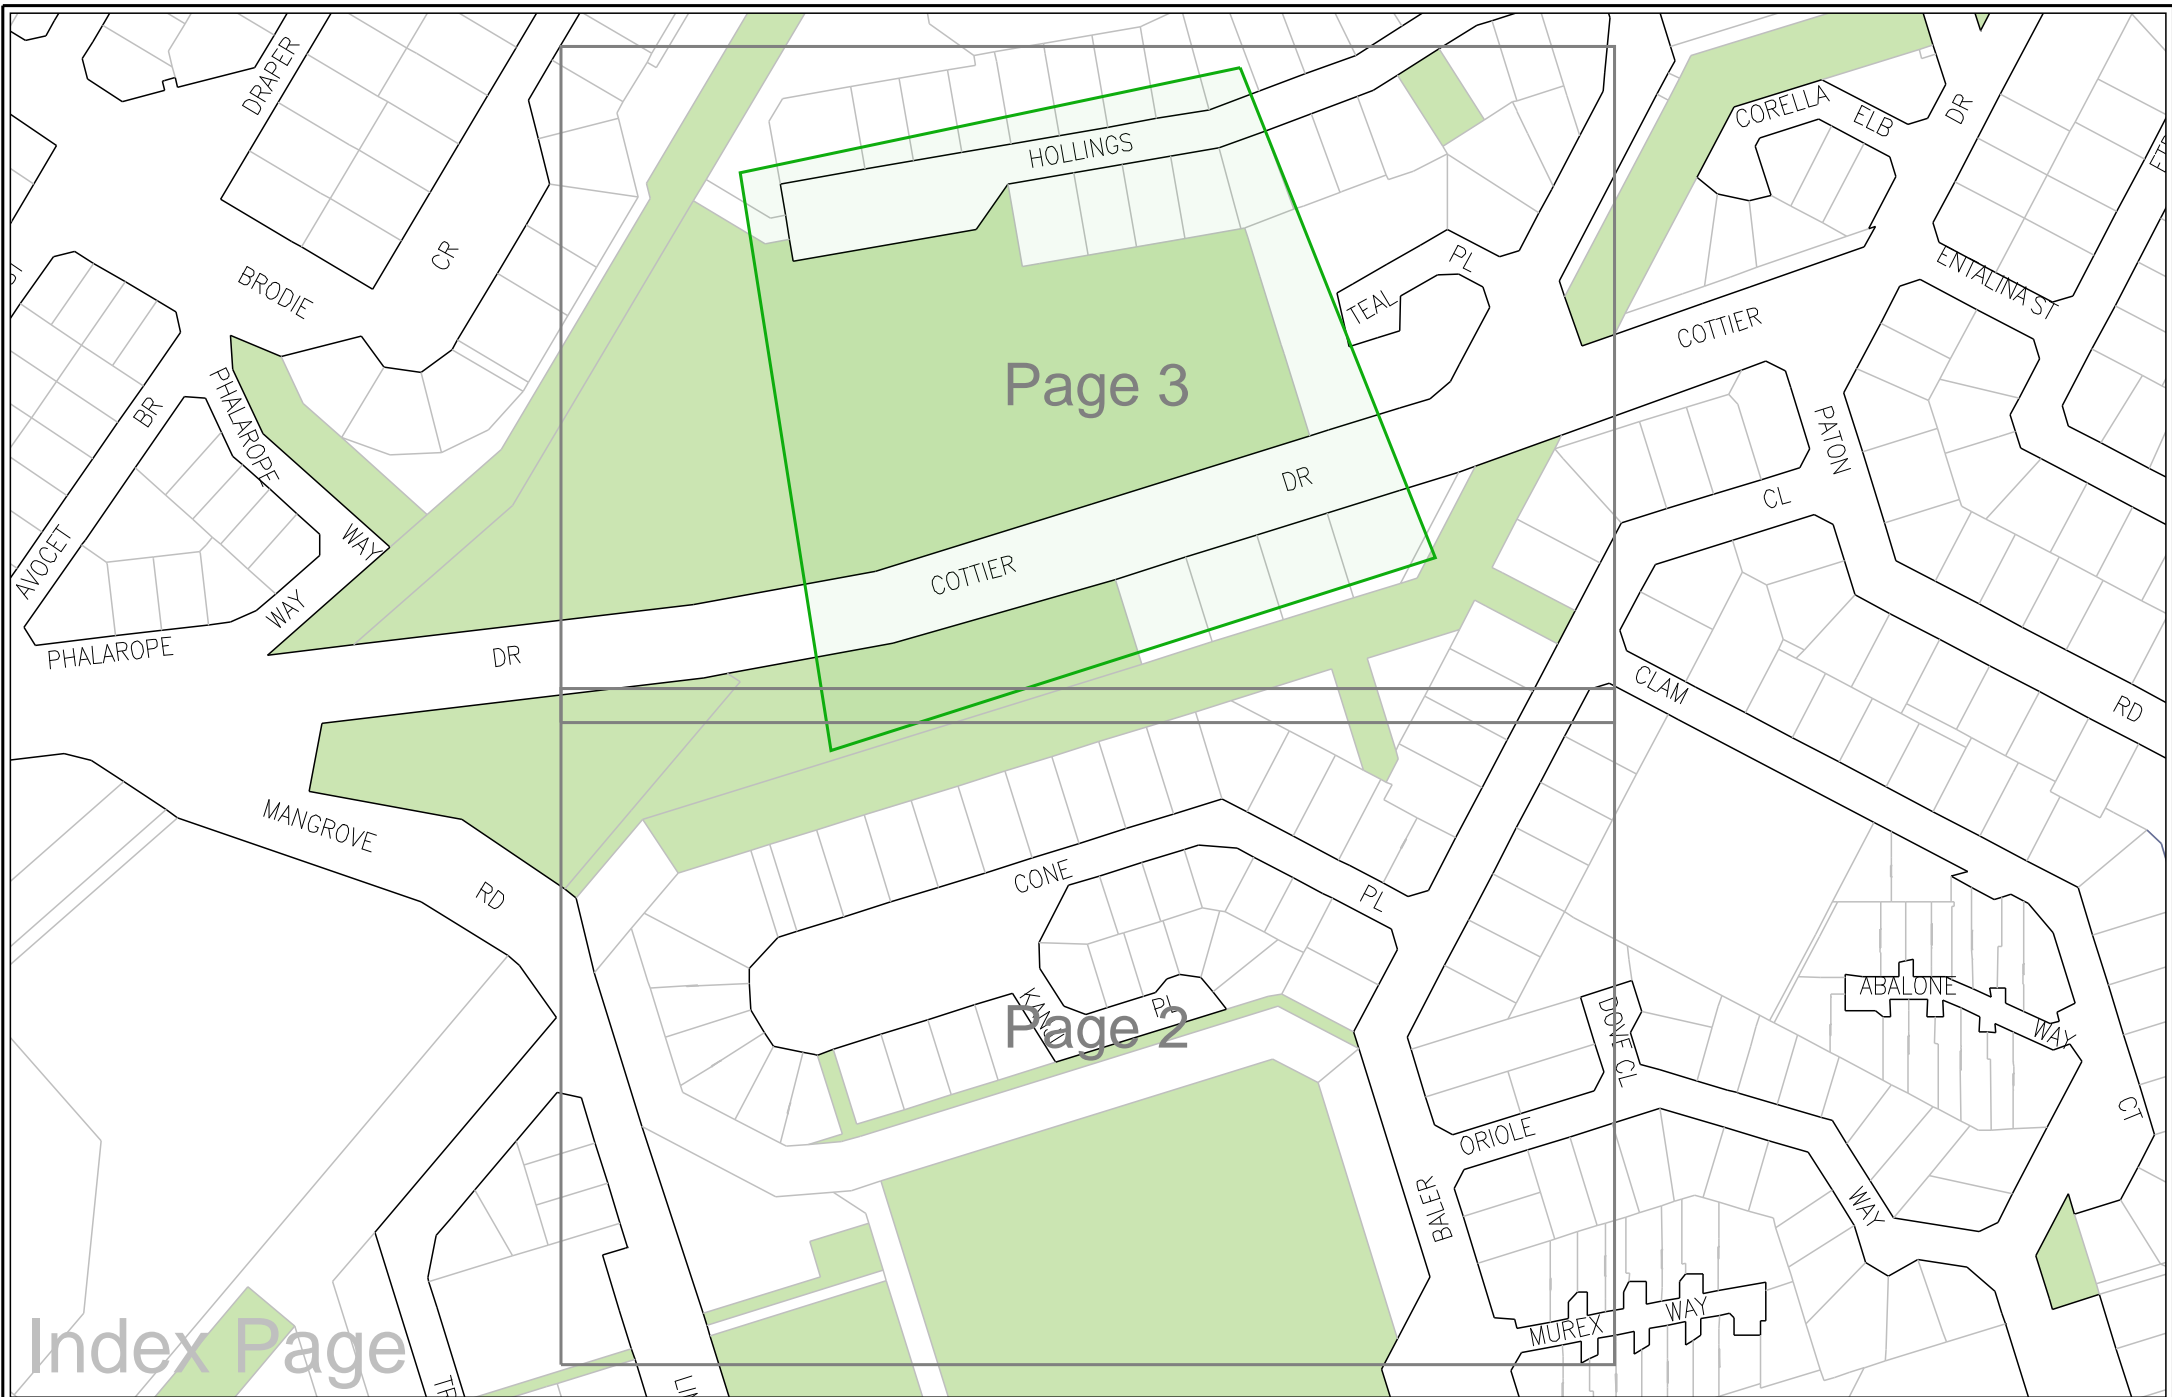 DRAPER
CORELLA
ELB
DR
HOLLINGS
BRODIE
CR
PL
TEAL
ENTALINA ST
COTTIER
Page 3
PHALAROPE
BR
PATON
CL
DR
AVOCET
WAY
COTTIER
WAY
PHALAROPE
DR
CLAM
RD
MANGROVE
RD
CONE
PL
ABALONE
WAY
PL
Page 2
DOVE CL
CT
ORIOLE
BALER
WAY
WAY
MUREX
Index Page